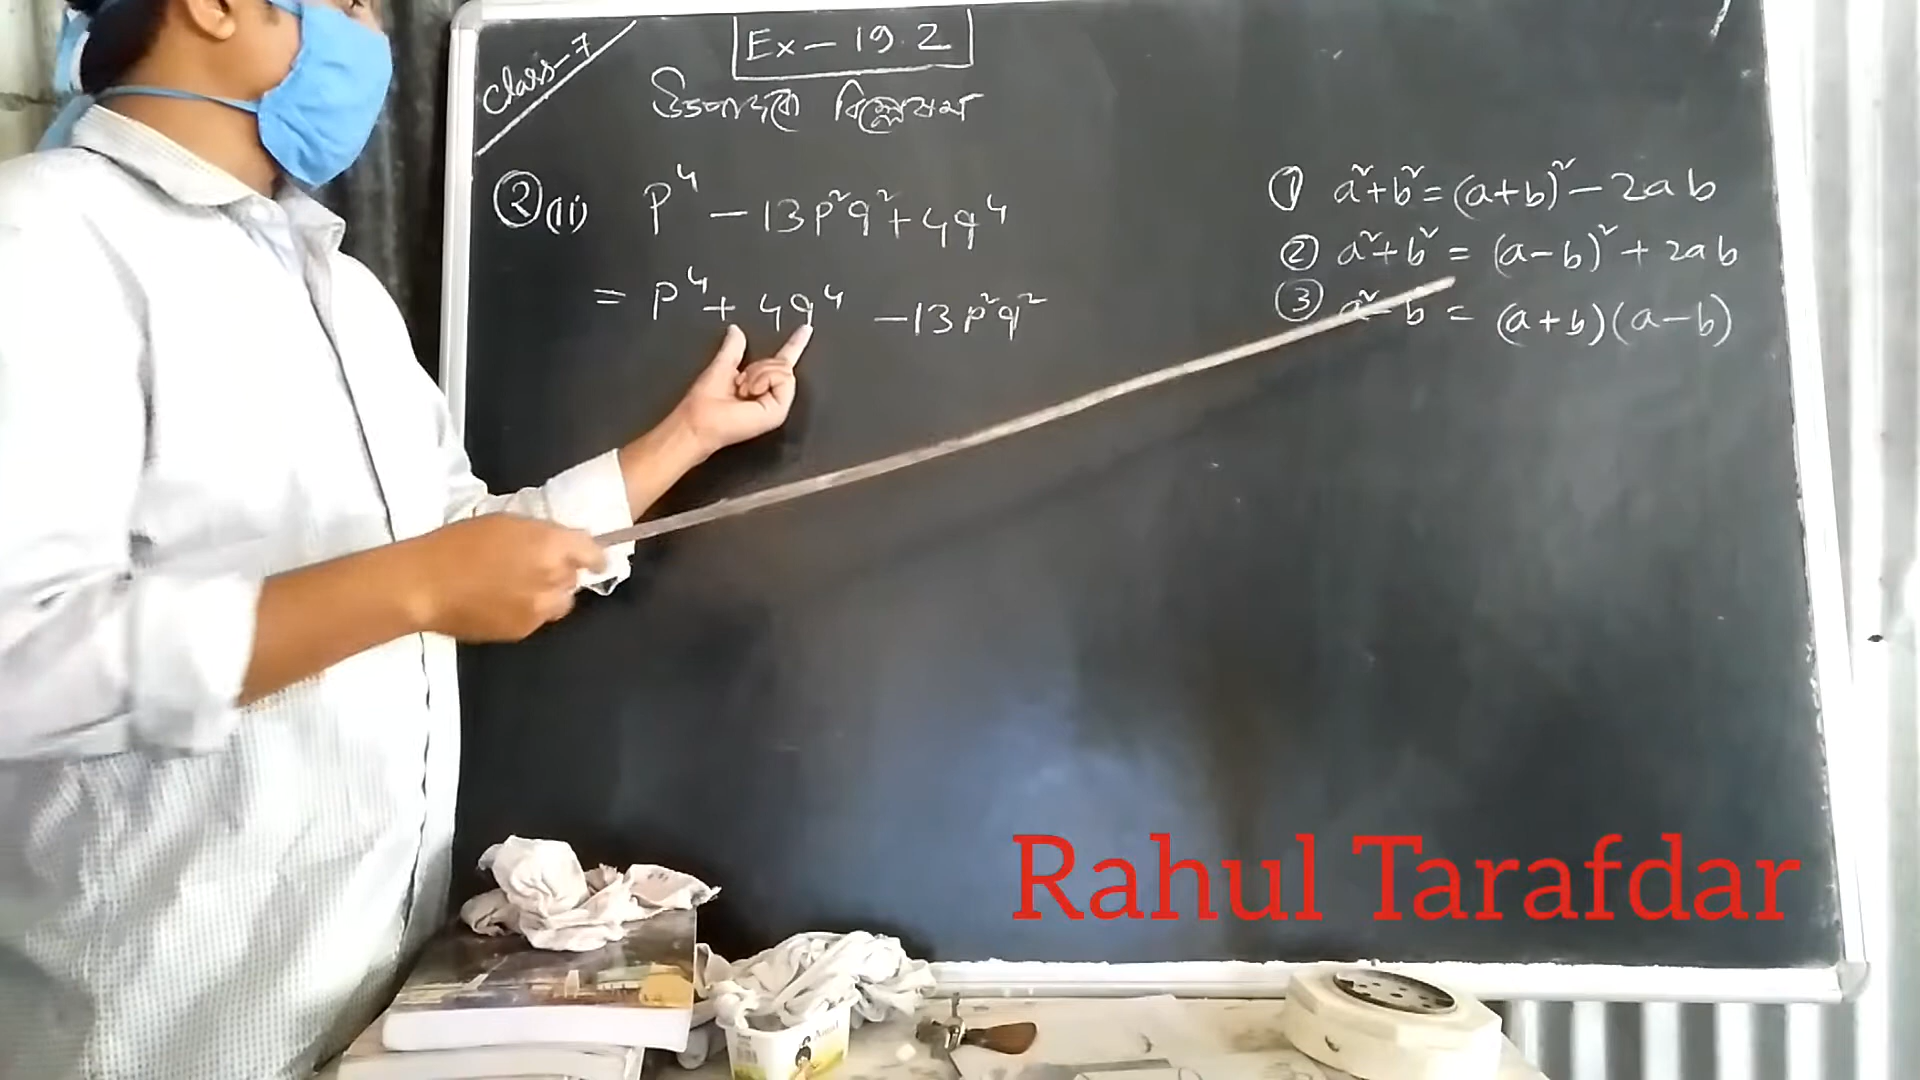 Class-7
Ex-19.2
উৎপাদকে বিশ্লেষণ
② (ii) p⁴ - 13p²q² + 4q⁴
= p⁴ + 4q⁴ - 13p²q²
① a² + b² = (a+b)² - 2ab
② a² + b² = (a-b)² + 2ab
③ a² - b² = (a+b)(a-b)
Rahul Tarafdar
Amul